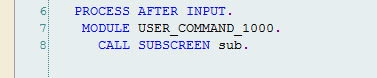 6 PROCESS AFTER INPUT.
7 MODULE USER_COMMAND_1000.
8 CALL SUBSCREEN sub.